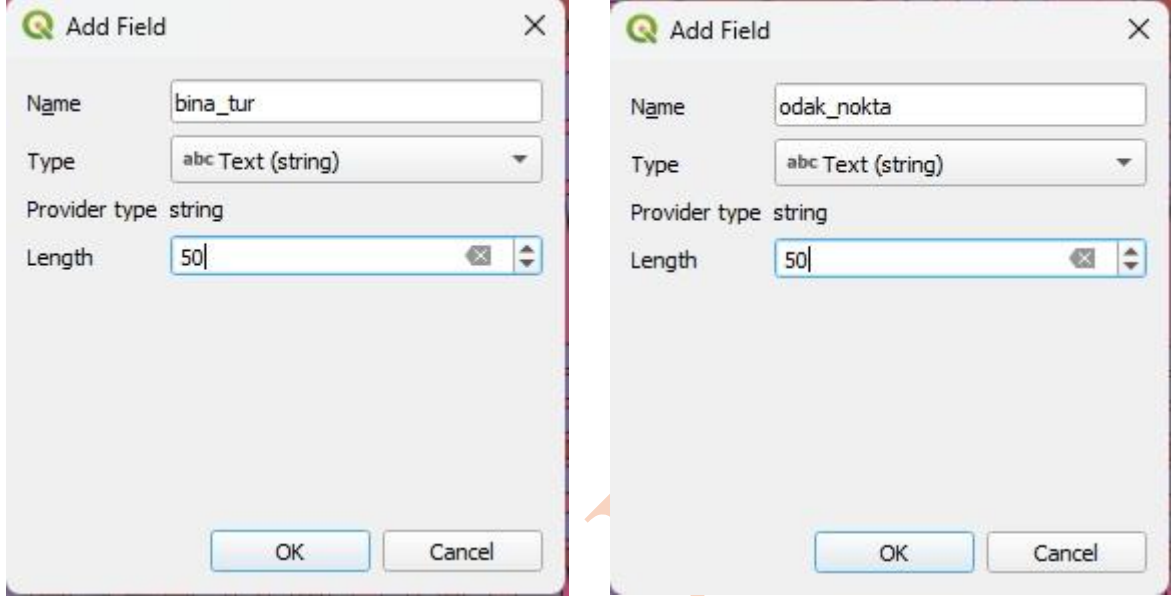 Add Field
Name bina_tur
Type abc Text (string)
Provider type string
Length 50
OK Cancel
Add Field
Name odak_nokta
Type abc Text (string)
Provider type string
Length 50
OK Cancel